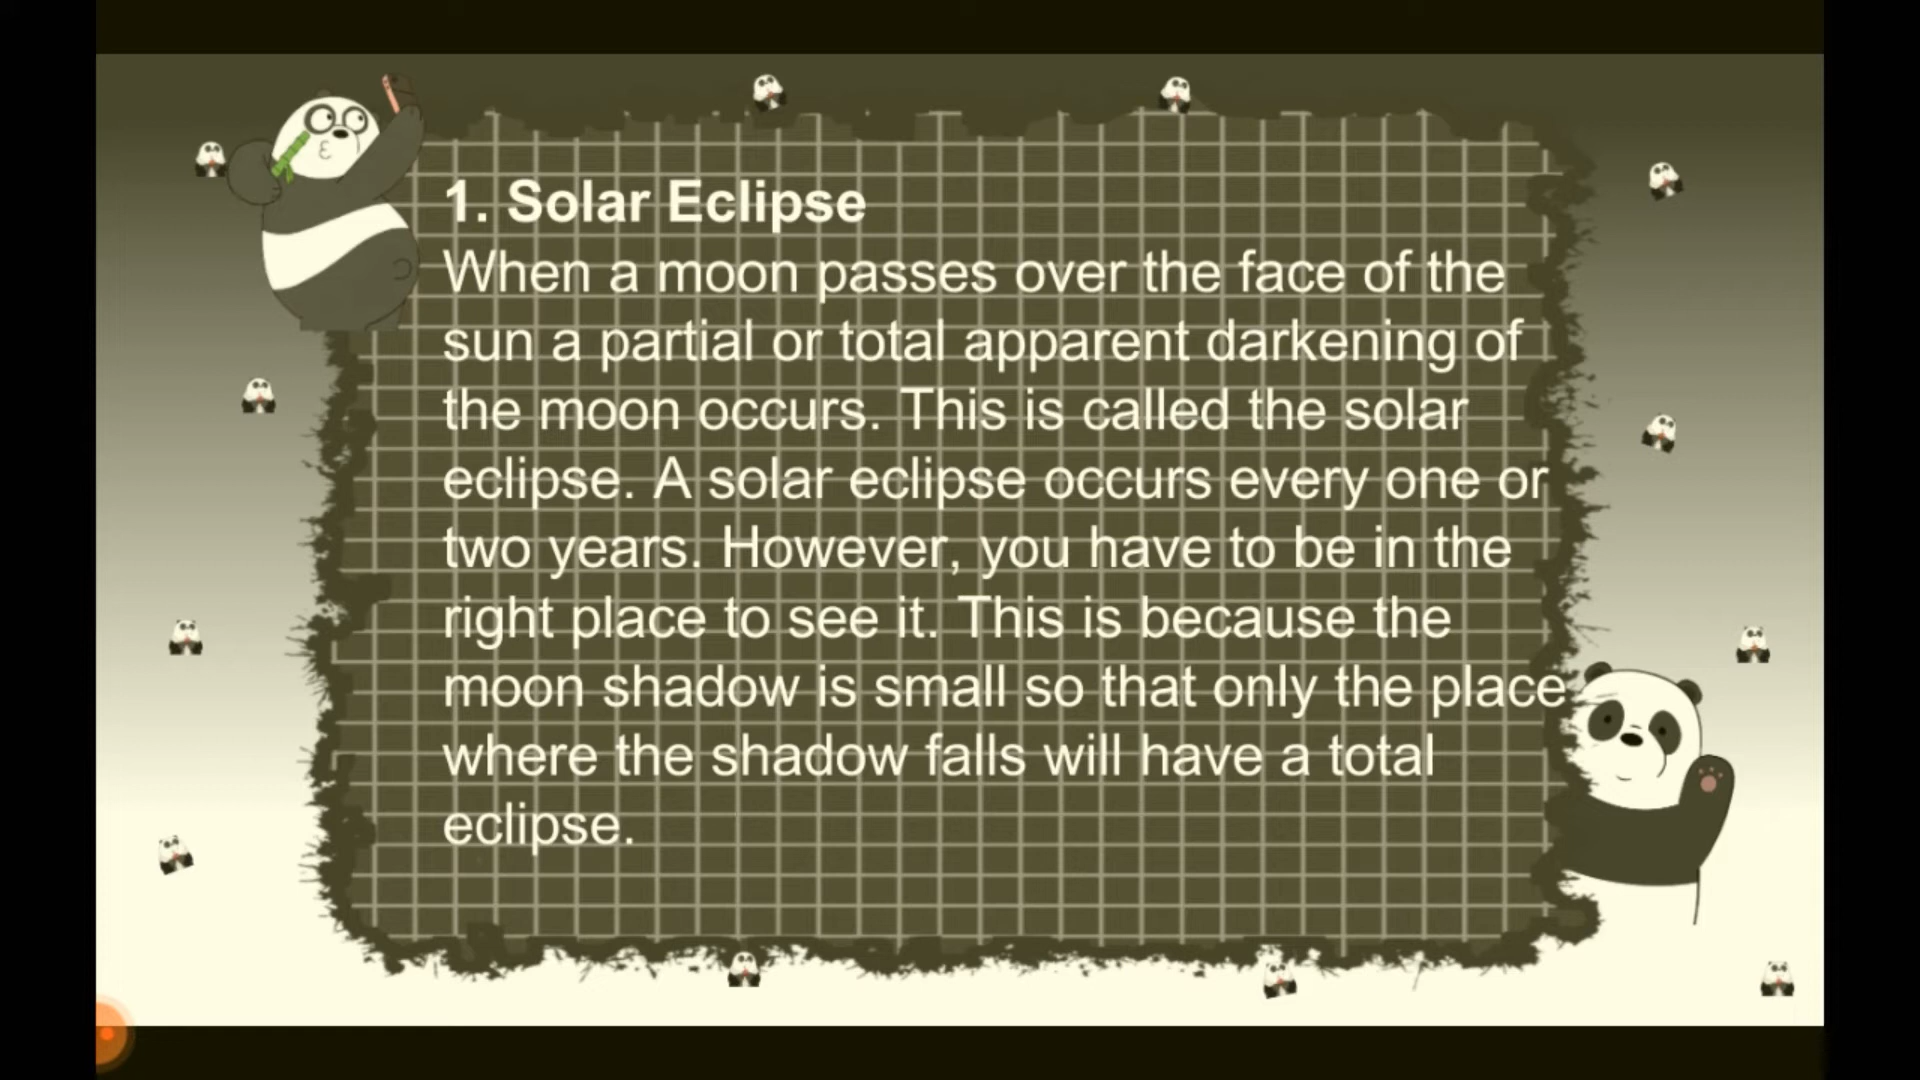 1. Solar Eclipse
When a moon passes over the face of the
sun a partial or total apparent darkening of
the moon occurs. This is called the solar
eclipse. A solar eclipse occurs every one or
two years. However, you have to be in the
right place to see it. This is because the
moon shadow is small so that only the place
where the shadow falls will have a total
eclipse.